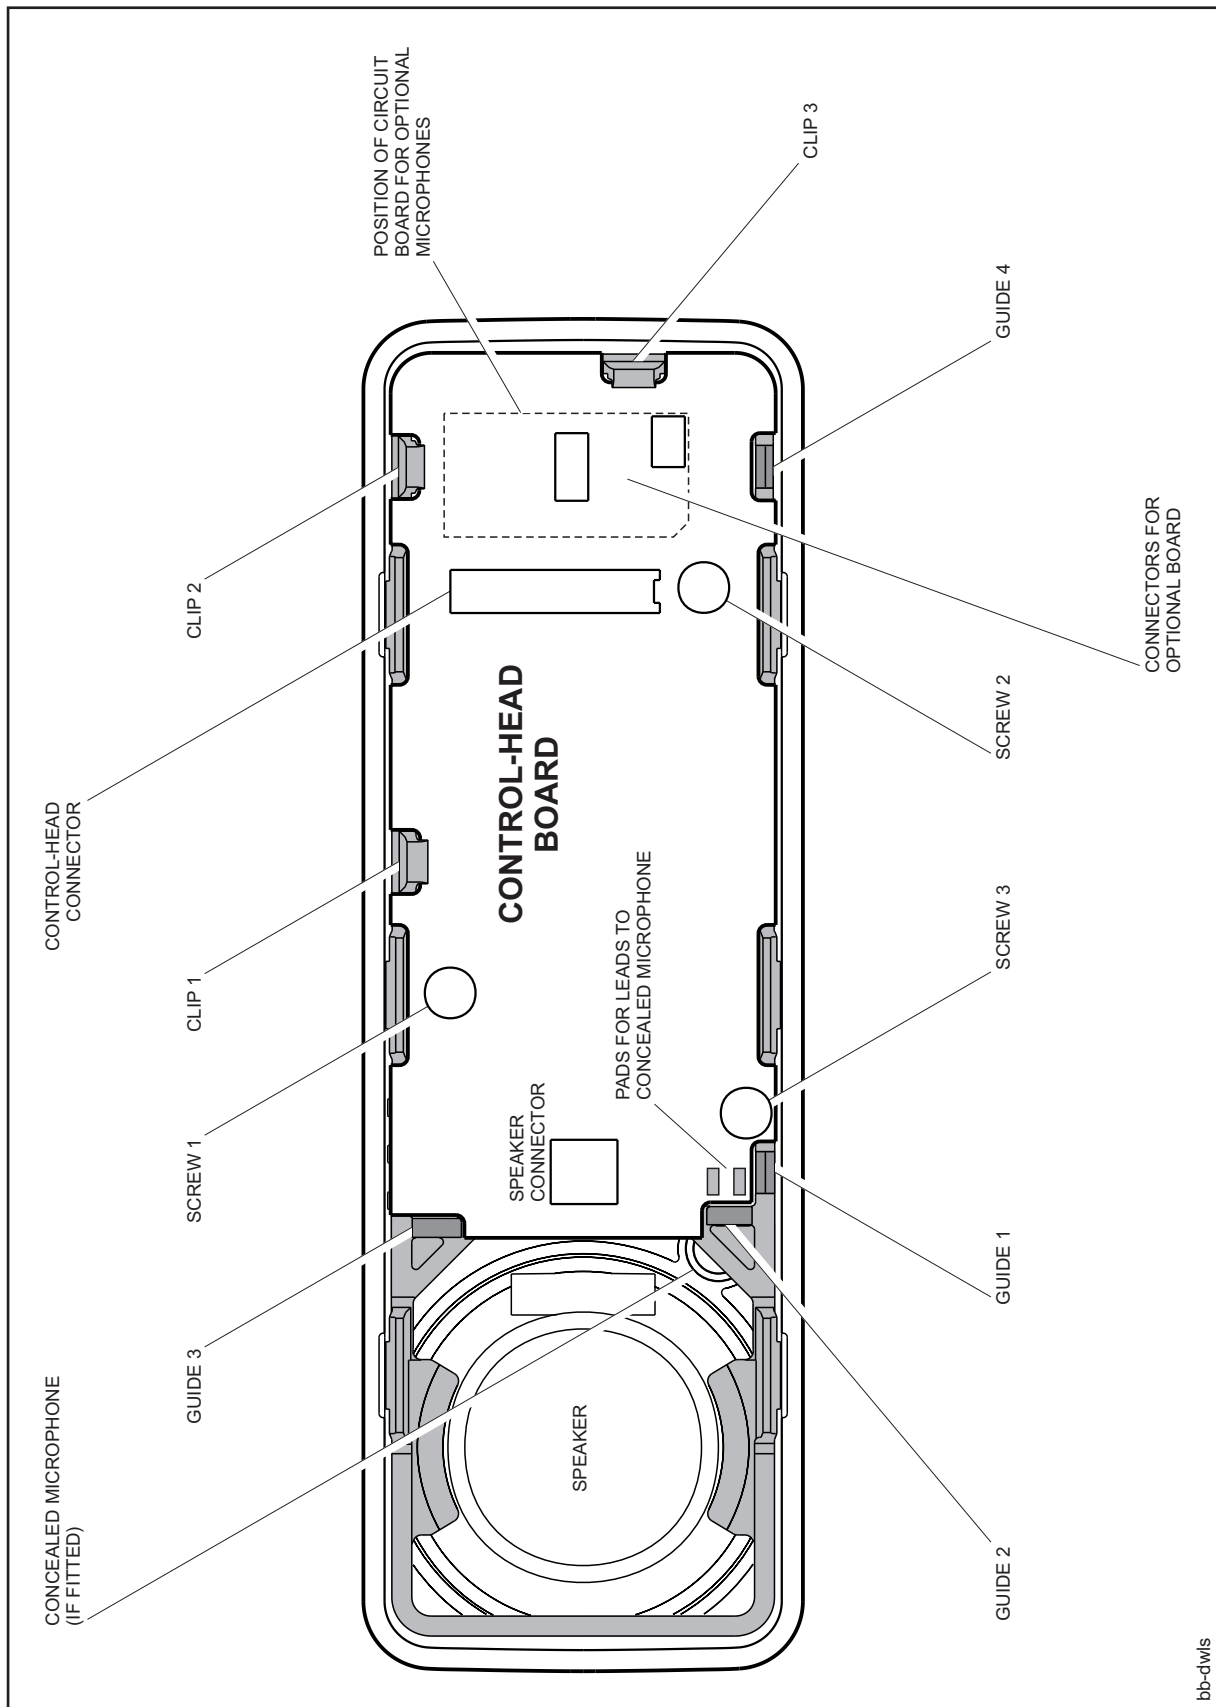 CONCEALED MICROPHONE
(IF FITTED)
CONTROL-HEAD
CONNECTOR
GUIDE 3
SCREW 1
CLIP 1
CLIP 2
POSITION OF CIRCUIT
BOARD FOR OPTIONAL
MICROPHONES
CONTROL-HEAD
BOARD
SPEAKER
CONNECTOR
SPEAKER
PADS FOR LEADS TO
CONCEALED MICROPHONE
CLIP 3
GUIDE 2
GUIDE 1
SCREW 3
SCREW 2
GUIDE 4
CONNECTORS FOR
OPTIONAL BOARD
bb-dwls